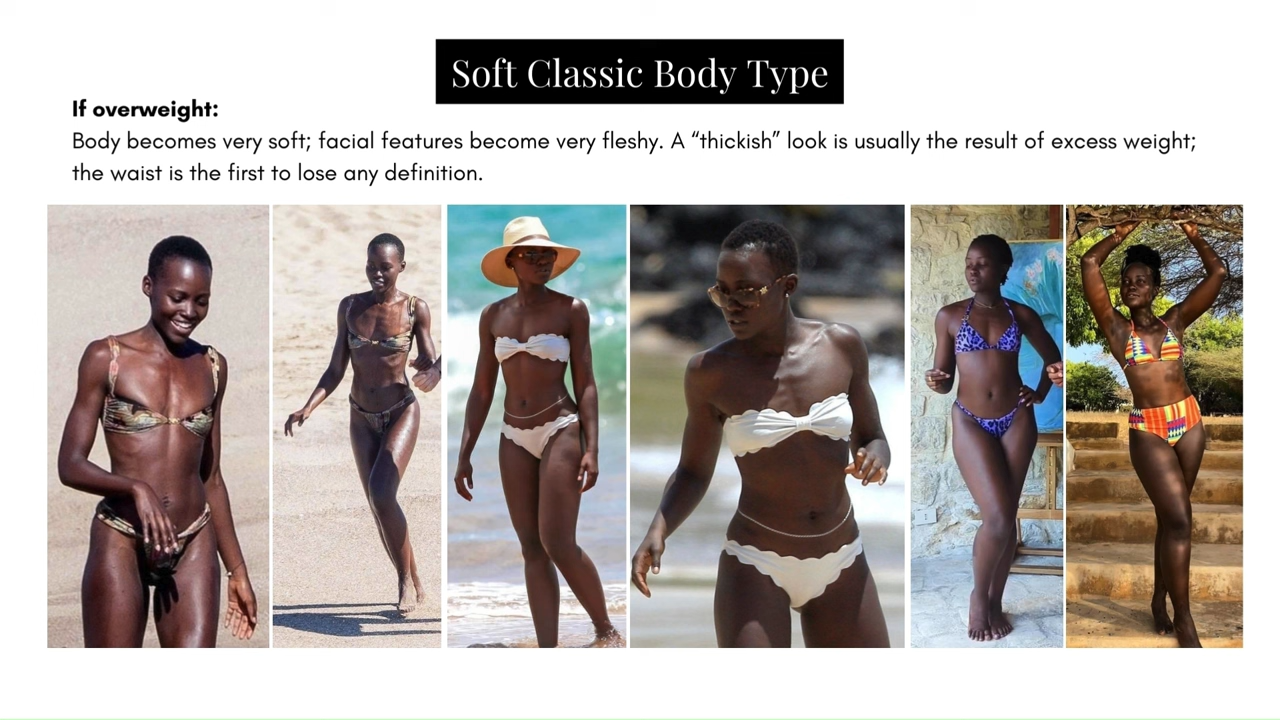 Soft Classic Body Type
If overweight:
Body becomes very soft; facial features become very fleshy. A “thickish” look is usually the result of excess weight;
the waist is the first to lose any definition.